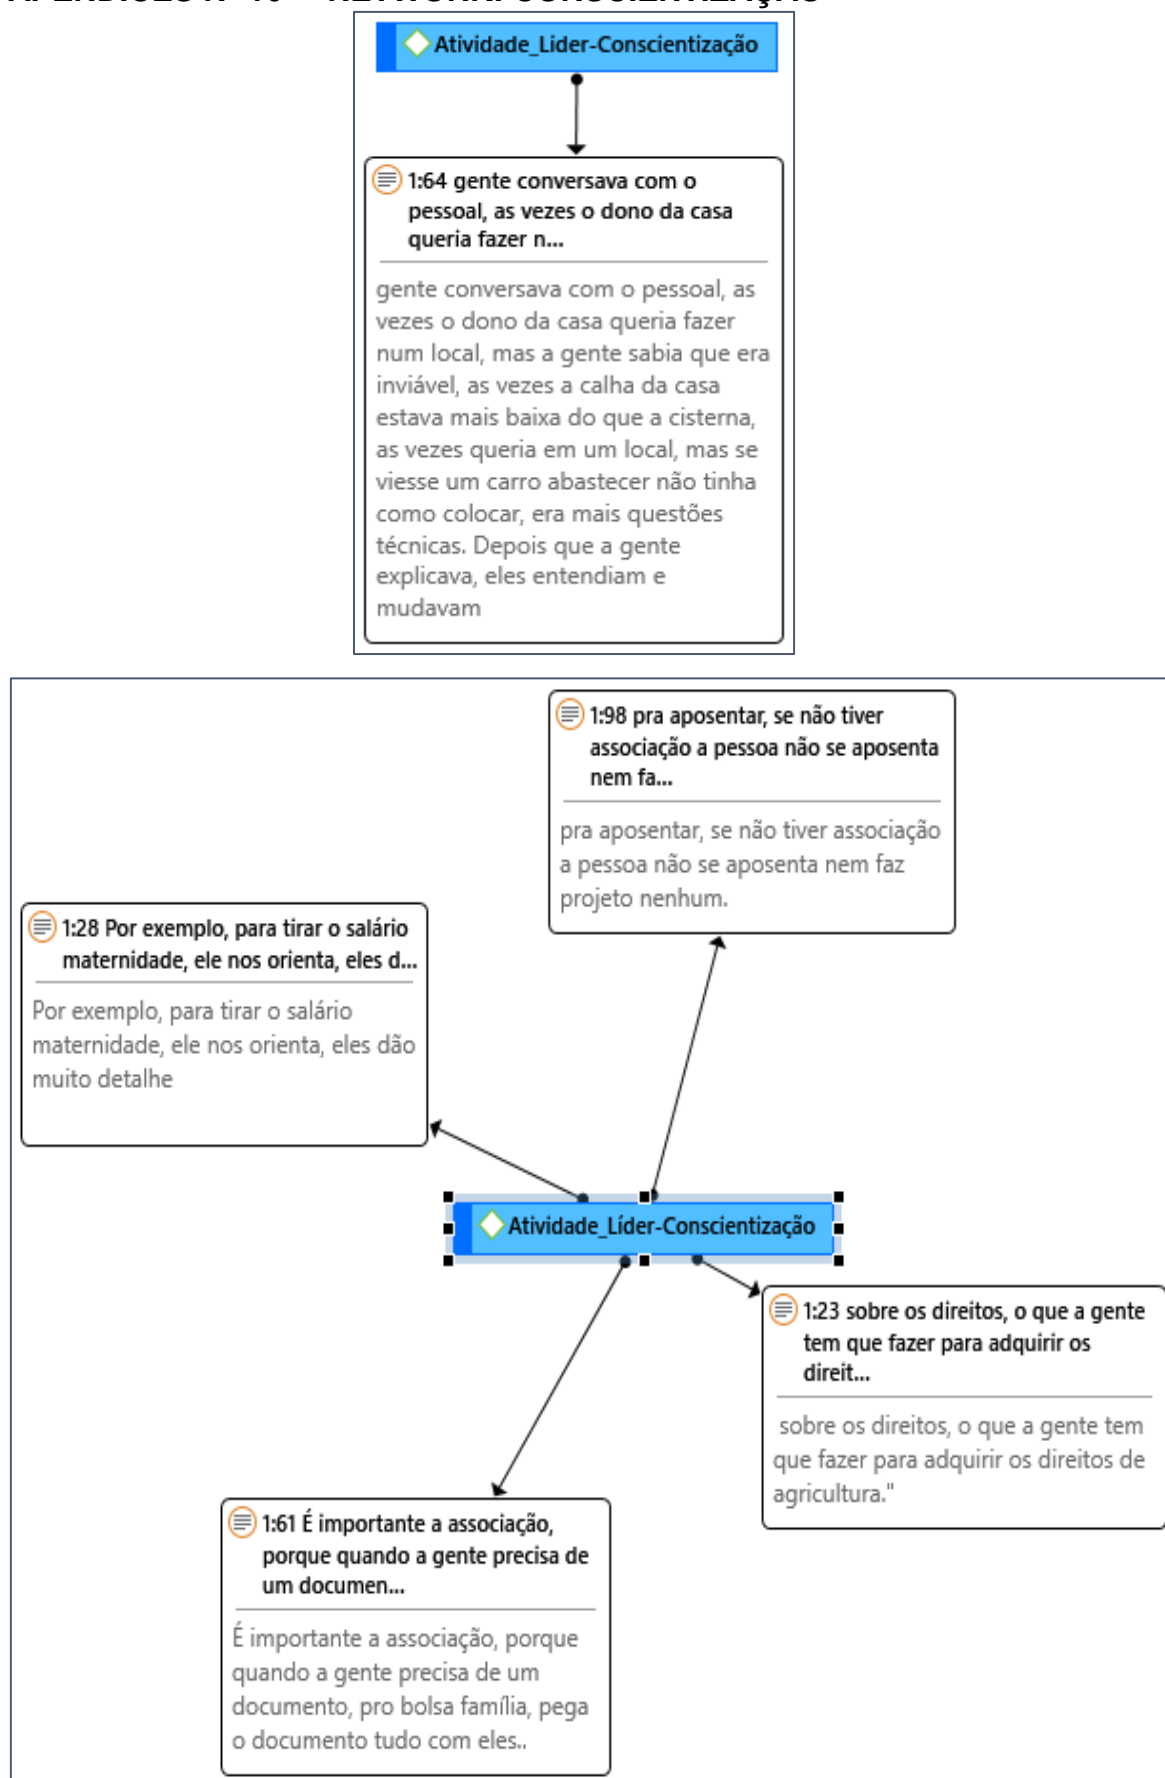 Atividade_Lider-Conscientização
1:64 gente conversava com o
pessoal, as vezes o dono da casa
queria fazer n...
gente conversava com o pessoal, as
vezes o dono da casa queria fazer
num local, mas a gente sabia que era
inviável, as vezes a calha da casa
estava mais baixa do que a cisterna,
as vezes queria em um local, mas se
viesse um carro abastecer não tinha
como colocar, era mais questões
técnicas. Depois que a gente
explicava, eles entendiam e
mudavam
1:98 pra aposentar, se não tiver
associação a pessoa não se aposenta
nem fa...
pra aposentar, se não tiver associação
a pessoa não se aposenta nem faz
projeto nenhum.
1:28 Por exemplo, para tirar o salário
maternidade, ele nos orienta, eles d...
Por exemplo, para tirar o salário
maternidade, ele nos orienta, eles dão
muito detalhe
Atividade_Líder-Conscientização
1:23 sobre os direitos, o que a gente
tem que fazer para adquirir os
direit...
sobre os direitos, o que a gente tem
que fazer para adquirir os direitos de
agricultura."
1:61 É importante a associação,
porque quando a gente precisa de
um documen...
É importante a associação, porque
quando a gente precisa de um
documento, pro bolsa família, pega
o documento tudo com eles..